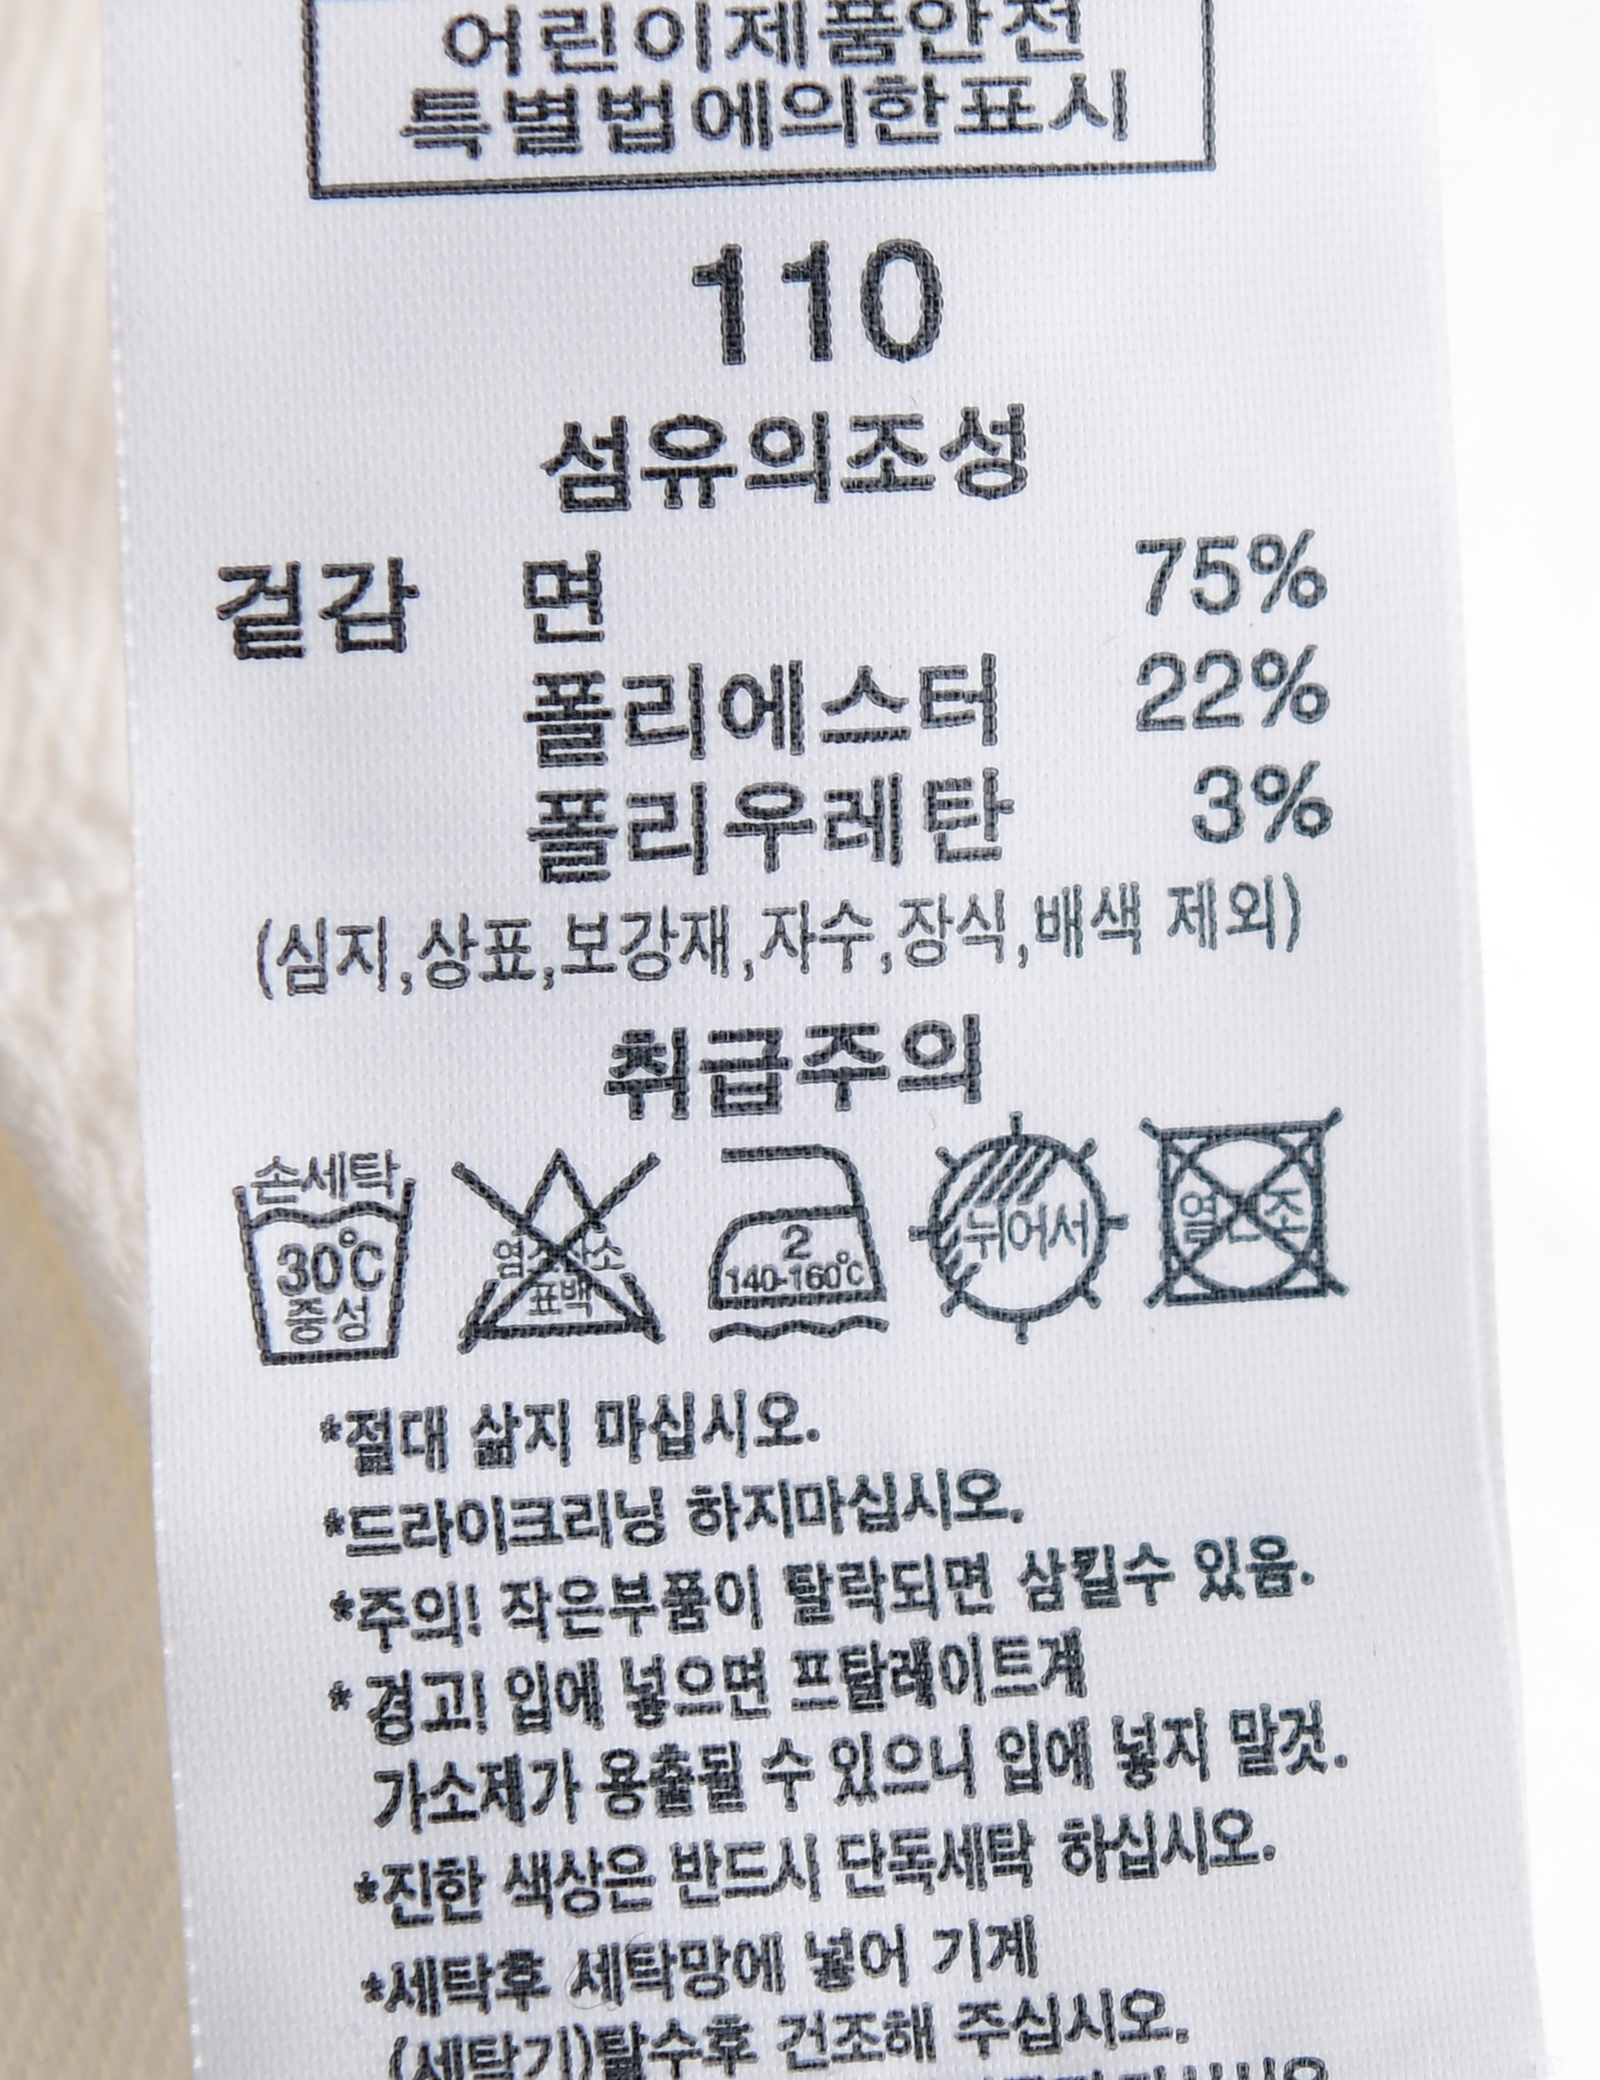 어린이제품안전
특별법에의한표시
110
섬유의조성
겉감 면 75%
폴리에스터 22%
폴리우레탄 3%
(심지,상표,보강재,자수,장식,배색 제외)
취급주의
손세탁
30℃
중성
염소산소
표백
2
140-160℃
뉘어서
열건조
*절대 삶지 마십시오.
*드라이크리닝 하지마십시오.
*주의! 작은부품이 탈락되면 삼킬수 있음.
*경고! 입에 넣으면 프탈레이트계
가소제가 용출될 수 있으니 입에 넣지 말것.
*진한 색상은 반드시 단독세탁 하십시오.
*세탁후 세탁망에 넣어 기계
(세탁기)탈수후 건조해 주십시오.